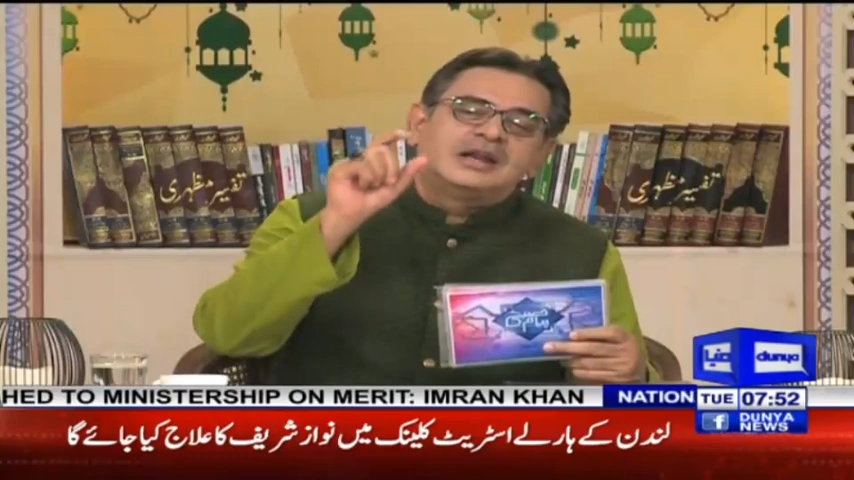 تفسیر مظہری
تفسیر مظہری
دنیا
dunya
HED TO MINISTERSHIP ON MERIT: IMRAN KHAN
NATION
TUE 07:52
DUNYA NEWS
لندن کے ہارلے اسٹریٹ کلینک میں نواز شریف کا علاج کیا جائے گا